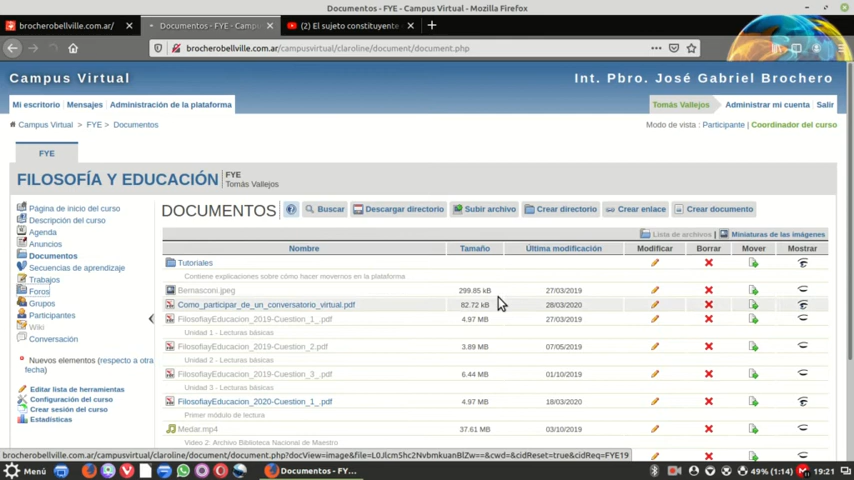 Documentos - FYE - Campus Virtual - Mozilla Firefox
brocherobellville.com.ar/
Documentos - FYE - Camp
(2) El sujeto constituyente
brocherobellville.com.ar/campusvirtual/claroline/document/document.php
Campus Virtual
Int. Pbro. José Gabriel Brochero
Mi escritorio Mensajes Administración de la plataforma
Tomás Vallejos Administrar mi cuenta Salir
Campus Virtual > FYE > Documentos
Modo de vista : Participante | Coordinador del curso
FYE
FILOSOFÍA Y EDUCACIÓN
FYE
Tomás Vallejos
Página de inicio del curso
Descripción del curso
Agenda
Anuncios
Documentos
Secuencias de aprendizaje
Trabajos
Foros
Grupos
Participantes
Wiki
Conversación
Nuevos elementos (respecto a otra
fecha)
Editar lista de herramientas
Configuración del curso
Crear sesión del curso
Estadísticas
DOCUMENTOS
Buscar Descargar directorio Subir archivo Crear directorio Crear enlace Crear documento
Lista de archivos | Miniaturas de las imágenes
Nombre Tamaño Última modificación Modificar Borrar Mover Mostrar
Tutoriales
Contiene explicaciones sobre cómo hacer movernos en la plataforma
Bernasconi.jpeg 299.85 kB 27/03/2019
Como_participar_de_un_conversatorio_virtual.pdf 82.72 kB 28/03/2020
FilosofiayEducacion_2019-Cuestion_1_.pdf 4.97 MB 27/03/2019
Unidad 1 - Lecturas básicas
FilosofiayEducacion_2019-Cuestion_2.pdf 3.89 MB 07/05/2019
Unidad 2 - Lecturas básicas
FilosofiayEducacion_2019-Cuestion_3_.pdf 6.44 MB 01/10/2019
Unidad 3 - Lecturas básicas
FilosofiayEducacion_2020-Cuestion_1_.pdf 4.97 MB 18/03/2020
Primer módulo de lectura
Medar.mp4 37.61 MB 03/10/2019
Video 2: Archivo Biblioteca Nacional de Maestro
brocherobellville.com.ar/campusvirtual/claroline/document/document.php?docView=image&file=L0Jlcm5hc2NvbmkuanBlZw==&cwd=&cidReset=true&cidReq=FYE19
Menú
Documentos - FY...
49% (1:14)
19:21